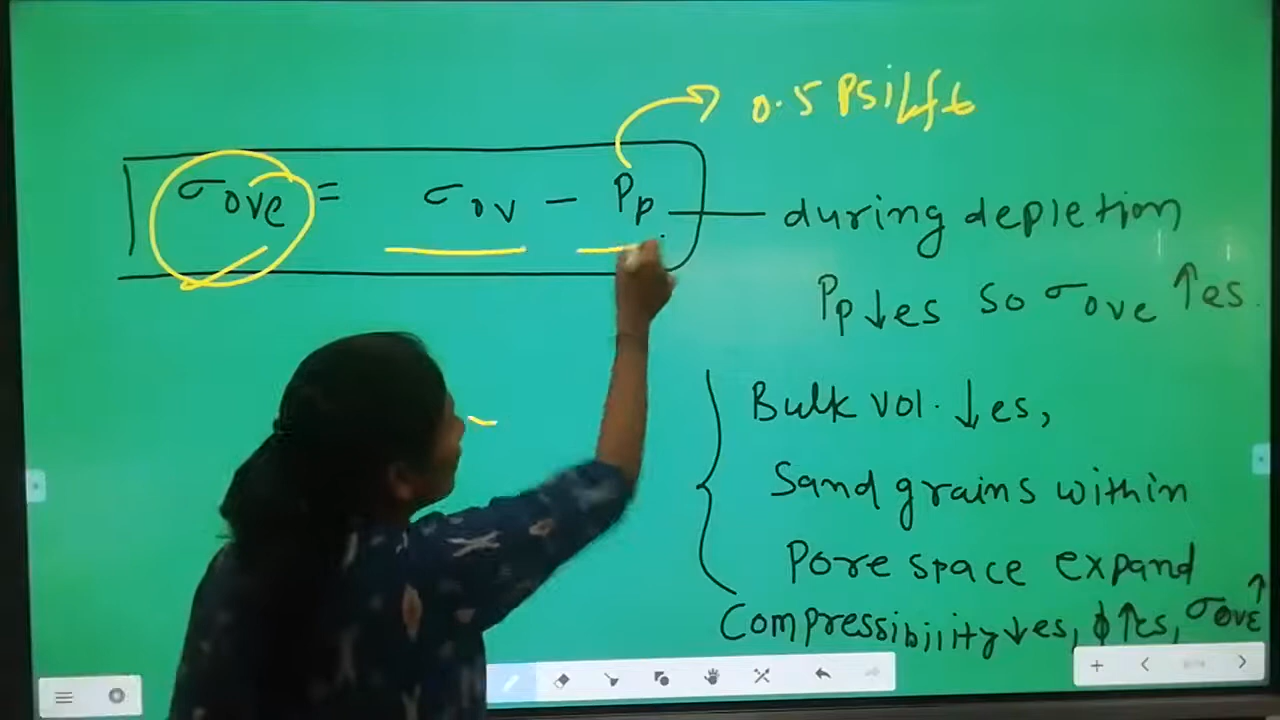 0.5 Psi/ft
σove = σov - Pp — during depletion
Pp ↓es so σove ↑es.
Bulk vol. ↓es,
Sand grains within
Pore space expand
Compressibility ↓es, ϕ ↑es, σove ↑